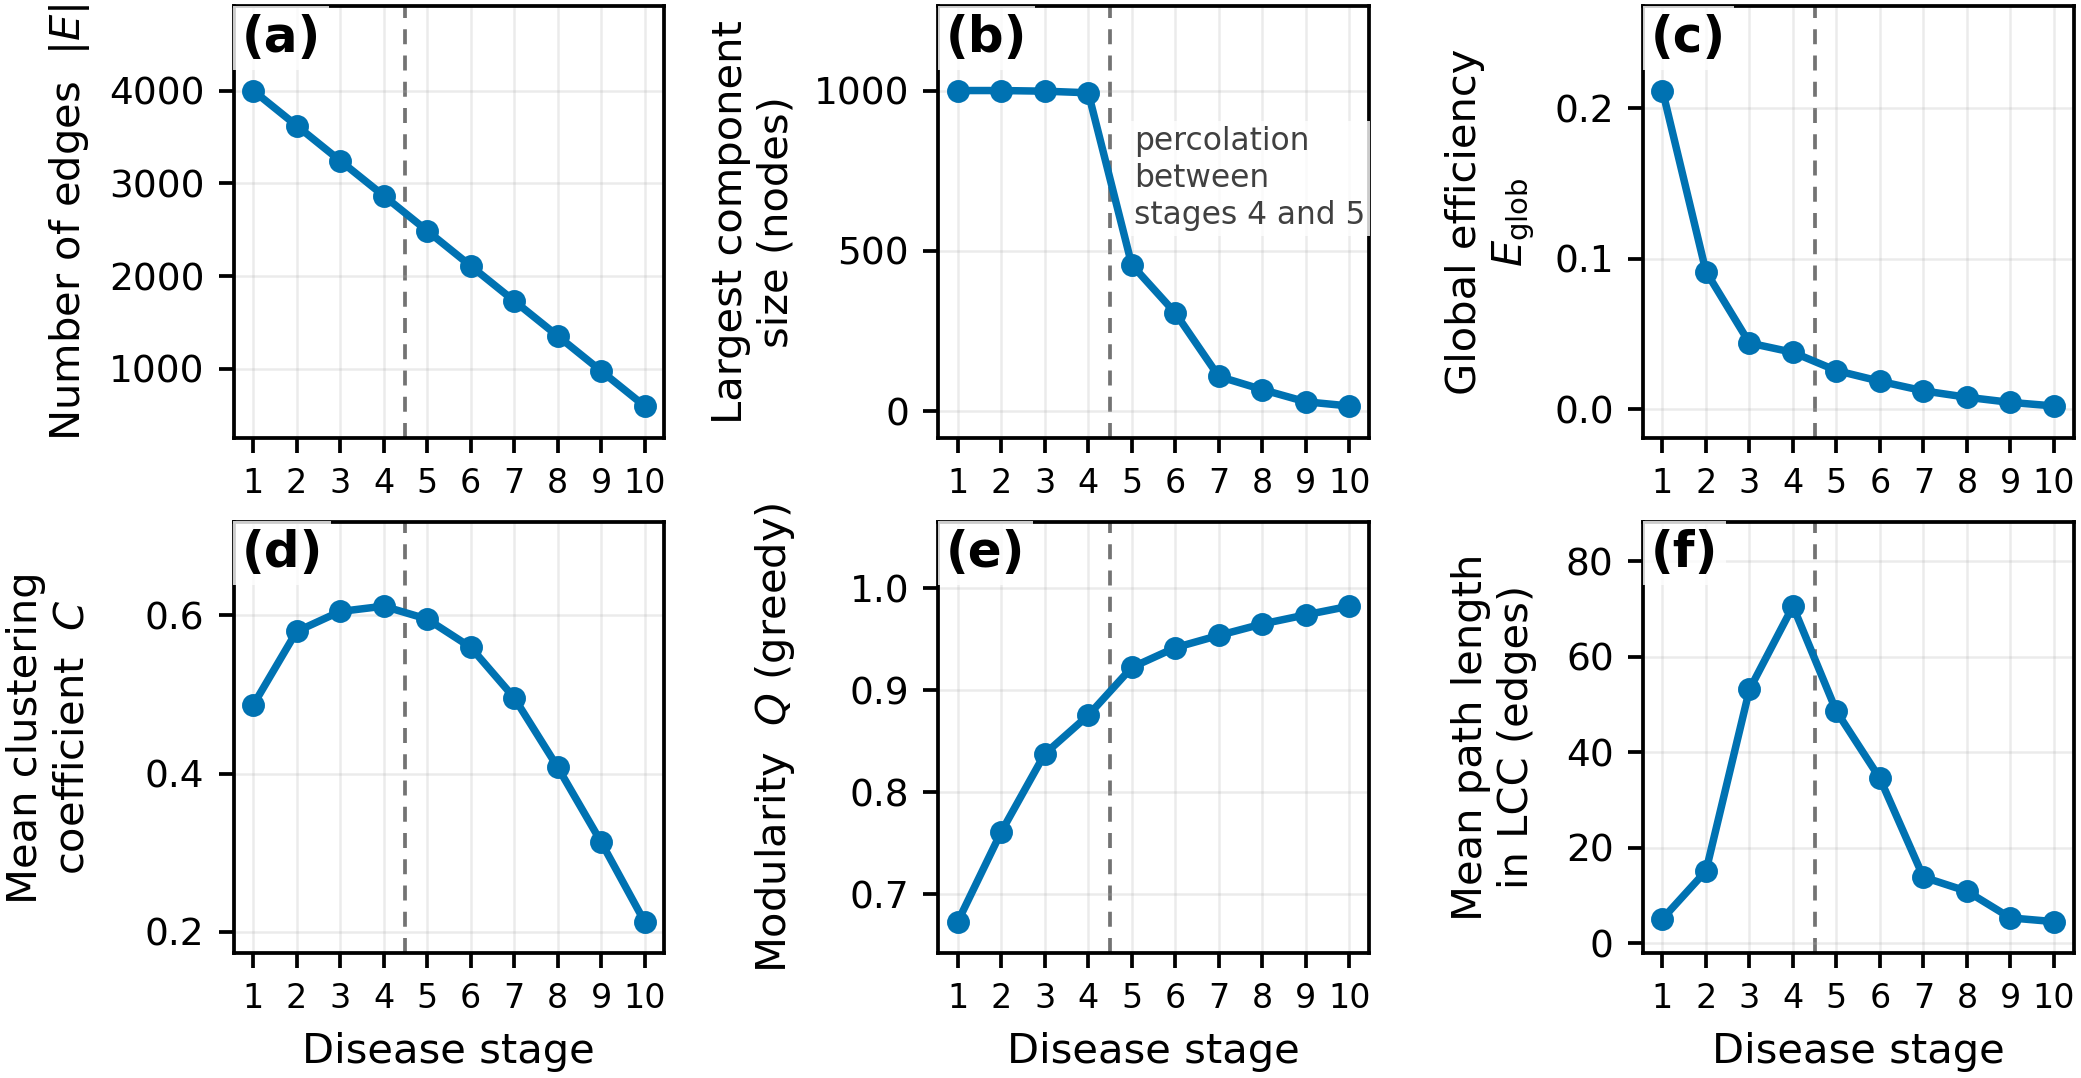 (a)
Number of edges |E|
4000
3000
2000
1000
1 2 3 4 5 6 7 8 9 10
(b)
Largest component
size (nodes)
1000
500
0
percolation
between
stages 4 and 5
1 2 3 4 5 6 7 8 9 10
(c)
Global efficiency
E_glob
0.2
0.1
0.0
1 2 3 4 5 6 7 8 9 10
(d)
Mean clustering
coefficient C
0.6
0.4
0.2
1 2 3 4 5 6 7 8 9 10
Disease stage
(e)
Modularity Q (greedy)
1.0
0.9
0.8
0.7
1 2 3 4 5 6 7 8 9 10
Disease stage
(f)
Mean path length
in LCC (edges)
80
60
40
20
0
1 2 3 4 5 6 7 8 9 10
Disease stage